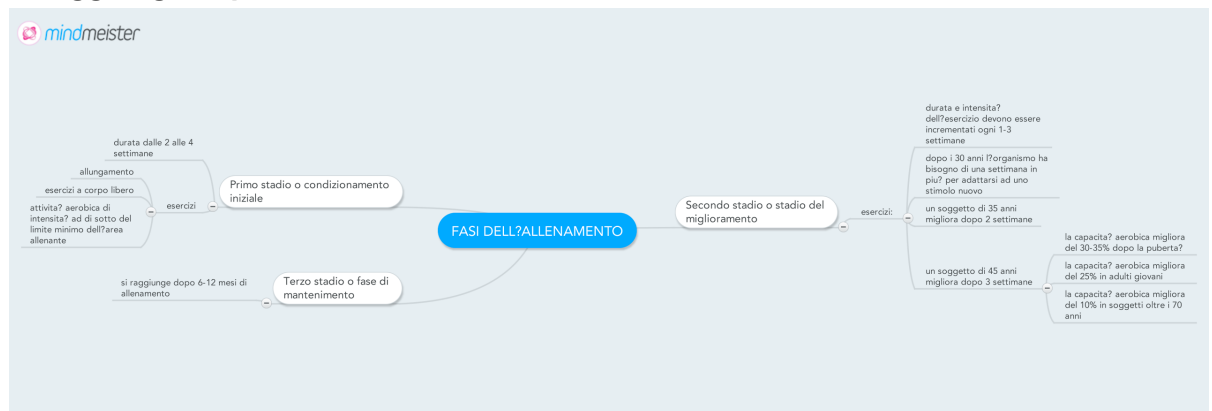 mindmeister
durata dalle 2 alle 4
settimane
allungamento
esercizi a corpo libero
attivita? aerobica di
intensita? ad di sotto del
limite minimo dell?area
allenante
esercizi
Primo stadio o condizionamento
iniziale
si raggiunge dopo 6-12 mesi di
allenamento
Terzo stadio o fase di
mantenimento
FASI DELL?ALLENAMENTO
Secondo stadio o stadio del
miglioramento
esercizi:
durata e intensita?
dell?esercizio devono essere
incrementati ogni 1-3
settimane
dopo i 30 anni l?organismo ha
bisogno di una settimana in
piu? per adattarsi ad uno
stimolo nuovo
un soggetto di 35 anni
migliora dopo 2 settimane
un soggetto di 45 anni
migliora dopo 3 settimane
la capacita? aerobica migliora
del 30-35% dopo la puberta?
la capacita? aerobica migliora
del 25% in adulti giovani
la capacita? aerobica migliora
del 10% in soggetti oltre i 70
anni